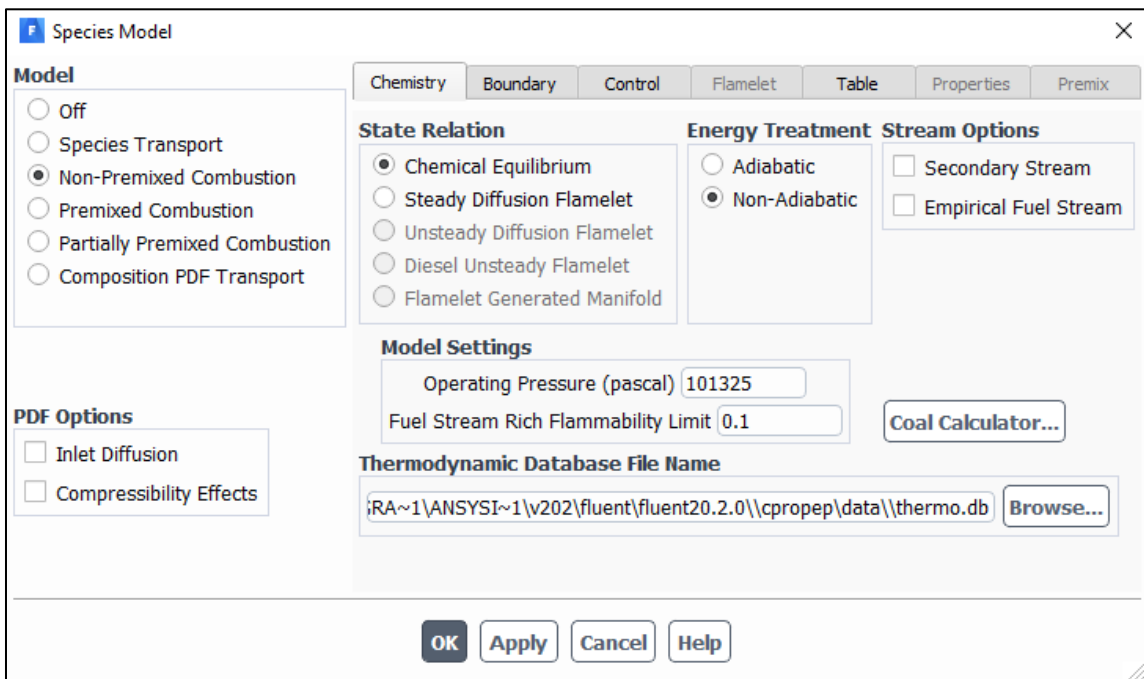 F Species Model
Model
Off
Species Transport
Non-Premixed Combustion
Premixed Combustion
Partially Premixed Combustion
Composition PDF Transport
PDF Options
Inlet Diffusion
Compressibility Effects
Chemistry Boundary Control Flamelet Table Properties Premix
State Relation
Chemical Equilibrium
Steady Diffusion Flamelet
Unsteady Diffusion Flamelet
Diesel Unsteady Flamelet
Flamelet Generated Manifold
Energy Treatment
Adiabatic
Non-Adiabatic
Stream Options
Secondary Stream
Empirical Fuel Stream
Model Settings
Operating Pressure (pascal) 101325
Fuel Stream Rich Flammability Limit 0.1
Coal Calculator...
Thermodynamic Database File Name
GRA~1\ANSYSI~1\v202\fluent\fluent20.2.0\\cpropep\data\\thermo.db Browse...
OK Apply Cancel Help